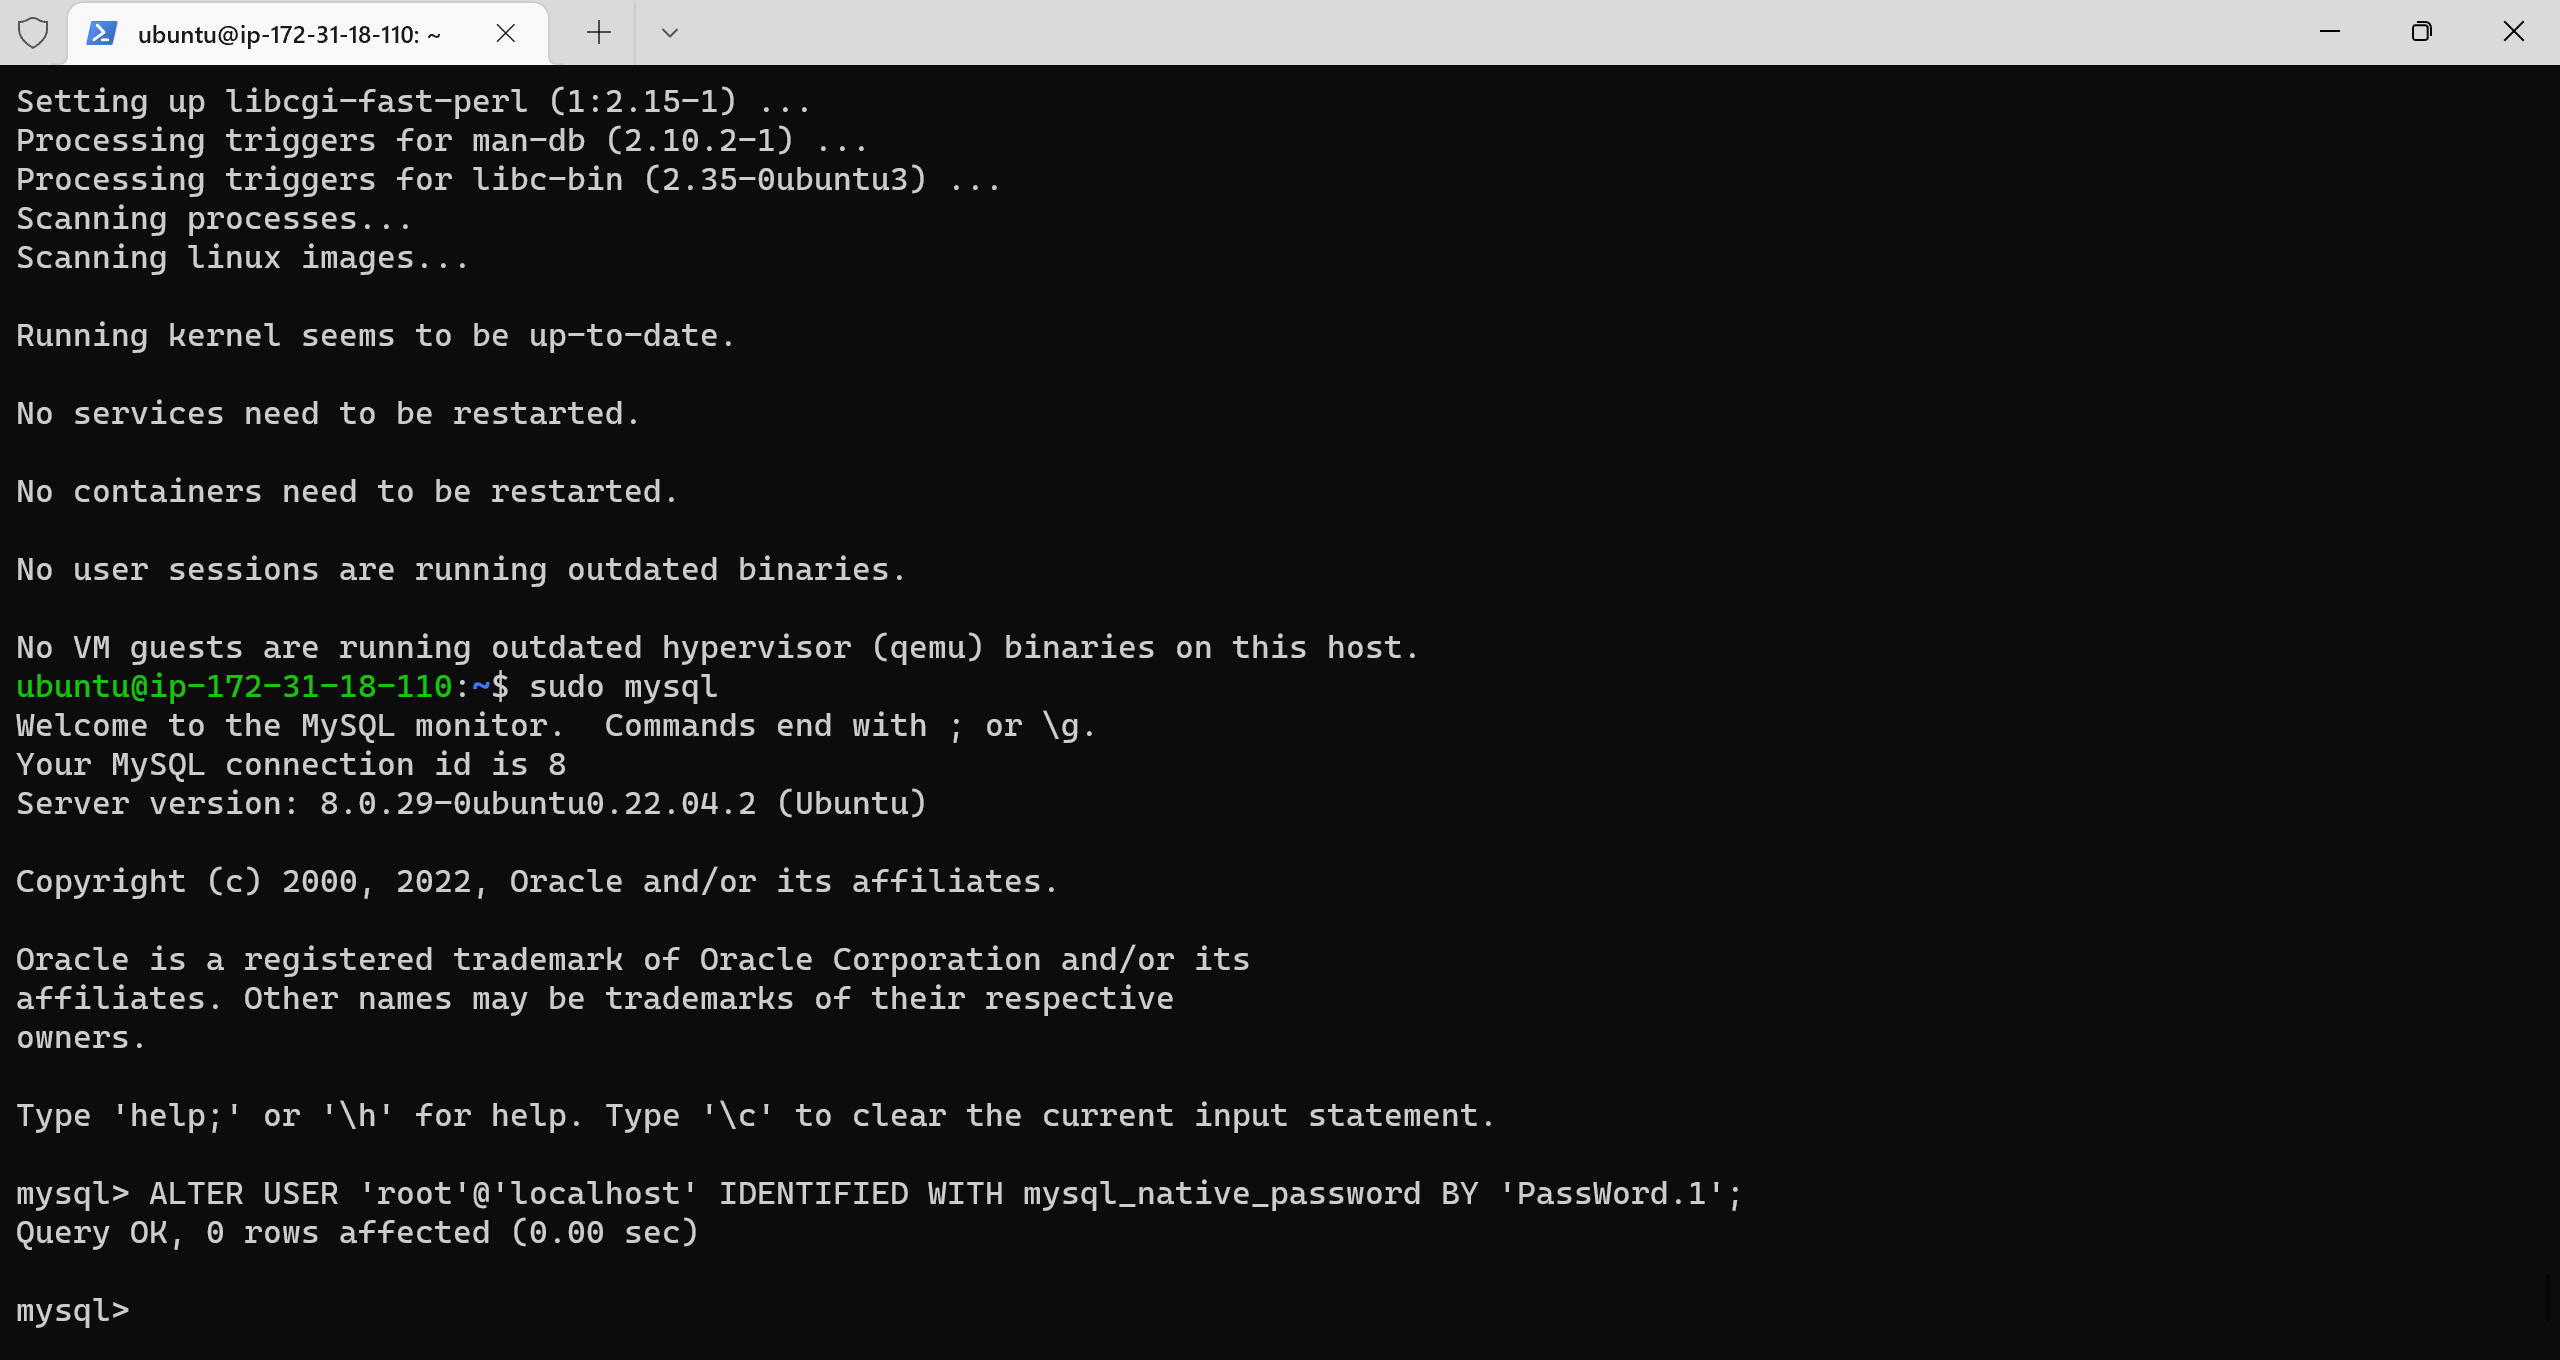 ubuntu@ip-172-31-18-110: ~
Setting up libcgi-fast-perl (1:2.15-1) ...
Processing triggers for man-db (2.10.2-1) ...
Processing triggers for libc-bin (2.35-0ubuntu3) ...
Scanning processes...
Scanning linux images...
Running kernel seems to be up-to-date.
No services need to be restarted.
No containers need to be restarted.
No user sessions are running outdated binaries.
No VM guests are running outdated hypervisor (qemu) binaries on this host.
ubuntu@ip-172-31-18-110:~$ sudo mysql
Welcome to the MySQL monitor.  Commands end with ; or \g.
Your MySQL connection id is 8
Server version: 8.0.29-0ubuntu0.22.04.2 (Ubuntu)
Copyright (c) 2000, 2022, Oracle and/or its affiliates.
Oracle is a registered trademark of Oracle Corporation and/or its
affiliates. Other names may be trademarks of their respective
owners.
Type 'help;' or '\h' for help. Type '\c' to clear the current input statement.
mysql> ALTER USER 'root'@'localhost' IDENTIFIED WITH mysql_native_password BY 'PassWord.1';
Query OK, 0 rows affected (0.00 sec)
mysql>